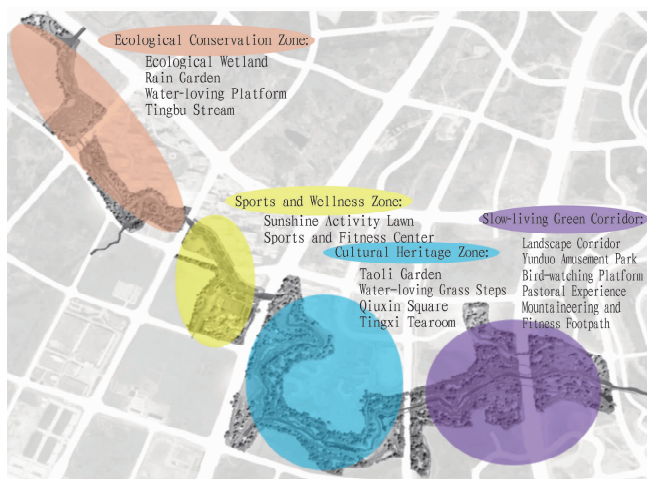 Ecological Conservation Zone:
Ecological Wetland
Rain Garden
Water-loving Platform
Tingbu Stream
Sports and Wellness Zone:
Sunshine Activity Lawn
Sports and Fitness Center
Cultural Heritage Zone:
Taoli Garden
Water-loving Grass Steps
Qiuxin Square
Tingxi Tearoom
Slow-living Green Corridor:
Landscape Corridor
Yunduo Amusement Park
Bird-watching Platform
Pastoral Experience
Mountaineering and
Fitness Footpath